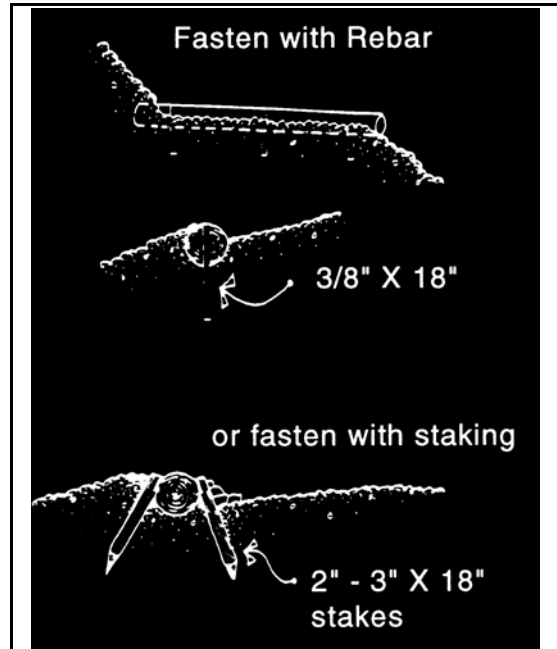 Fasten with Rebar
3/8" X 18"
or fasten with staking
2" - 3" X 18"
stakes